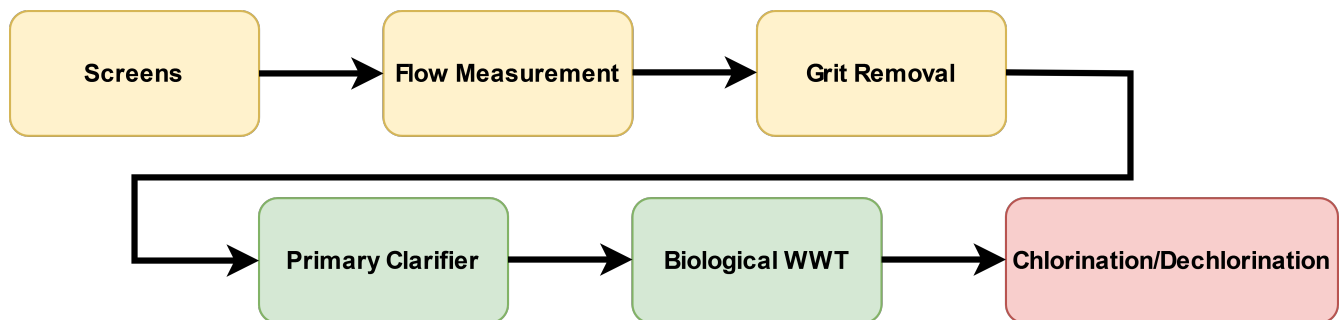 Screens
Flow Measurement
Grit Removal
Primary Clarifier
Biological WWT
Chlorination/Dechlorination